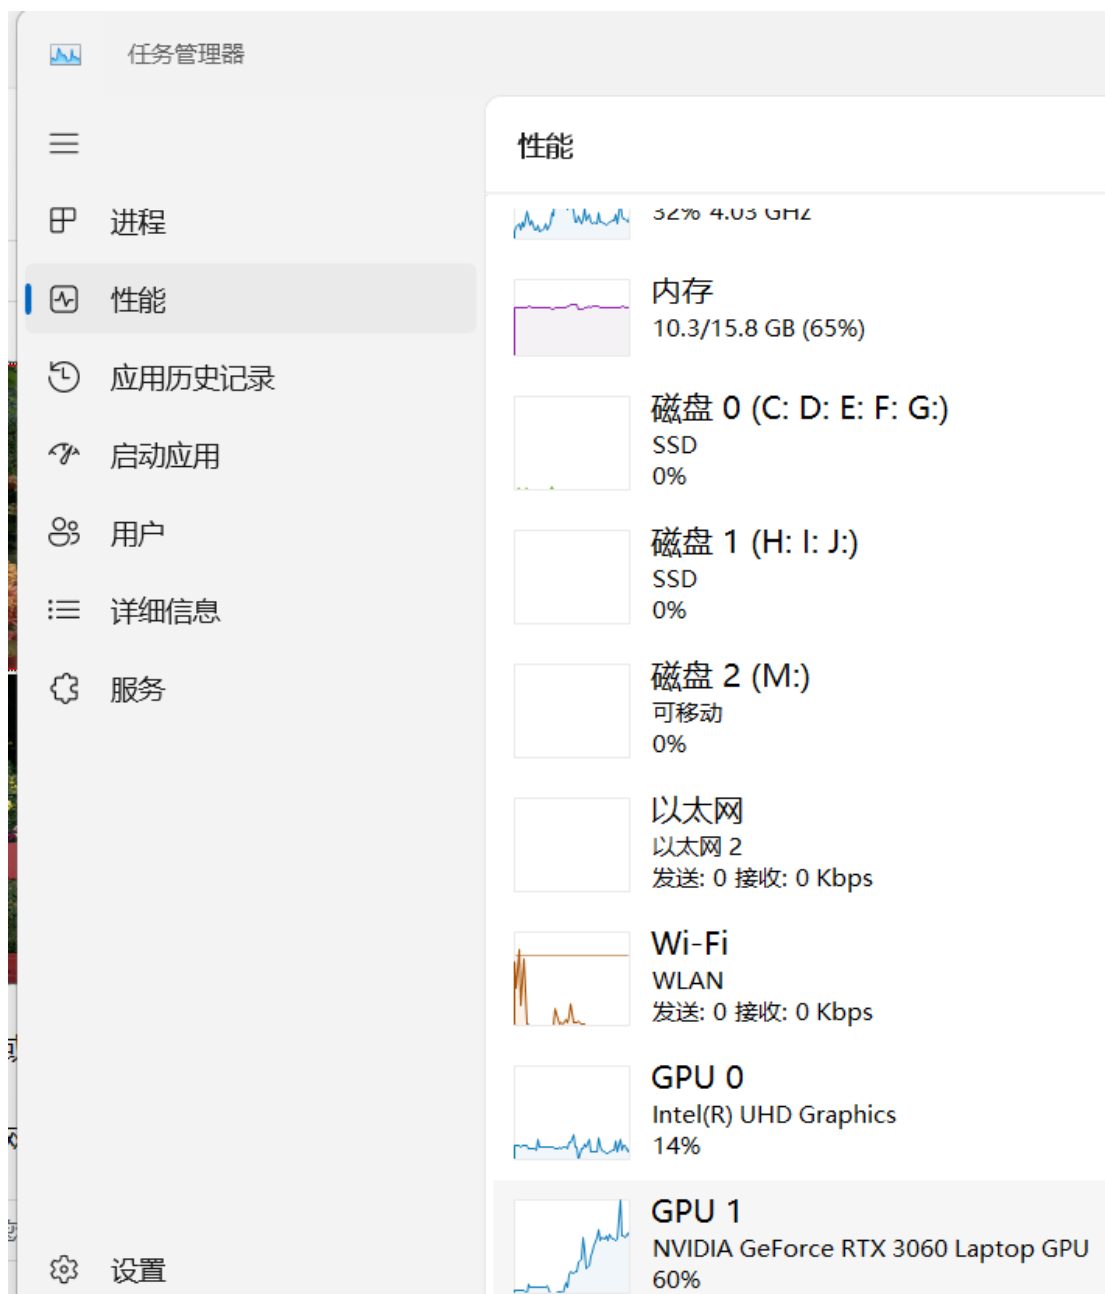 任务管理器
性能
进程
性能
应用历史记录
启动应用
用户
详细信息
服务
设置
32% 4.03 GHz
内存
10.3/15.8 GB (65%)
磁盘 0 (C: D: E: F: G:)
SSD
0%
磁盘 1 (H: I: J:)
SSD
0%
磁盘 2 (M:)
可移动
0%
以太网
以太网 2
发送: 0 接收: 0 Kbps
Wi-Fi
WLAN
发送: 0 接收: 0 Kbps
GPU 0
Intel(R) UHD Graphics
14%
GPU 1
NVIDIA GeForce RTX 3060 Laptop GPU
60%